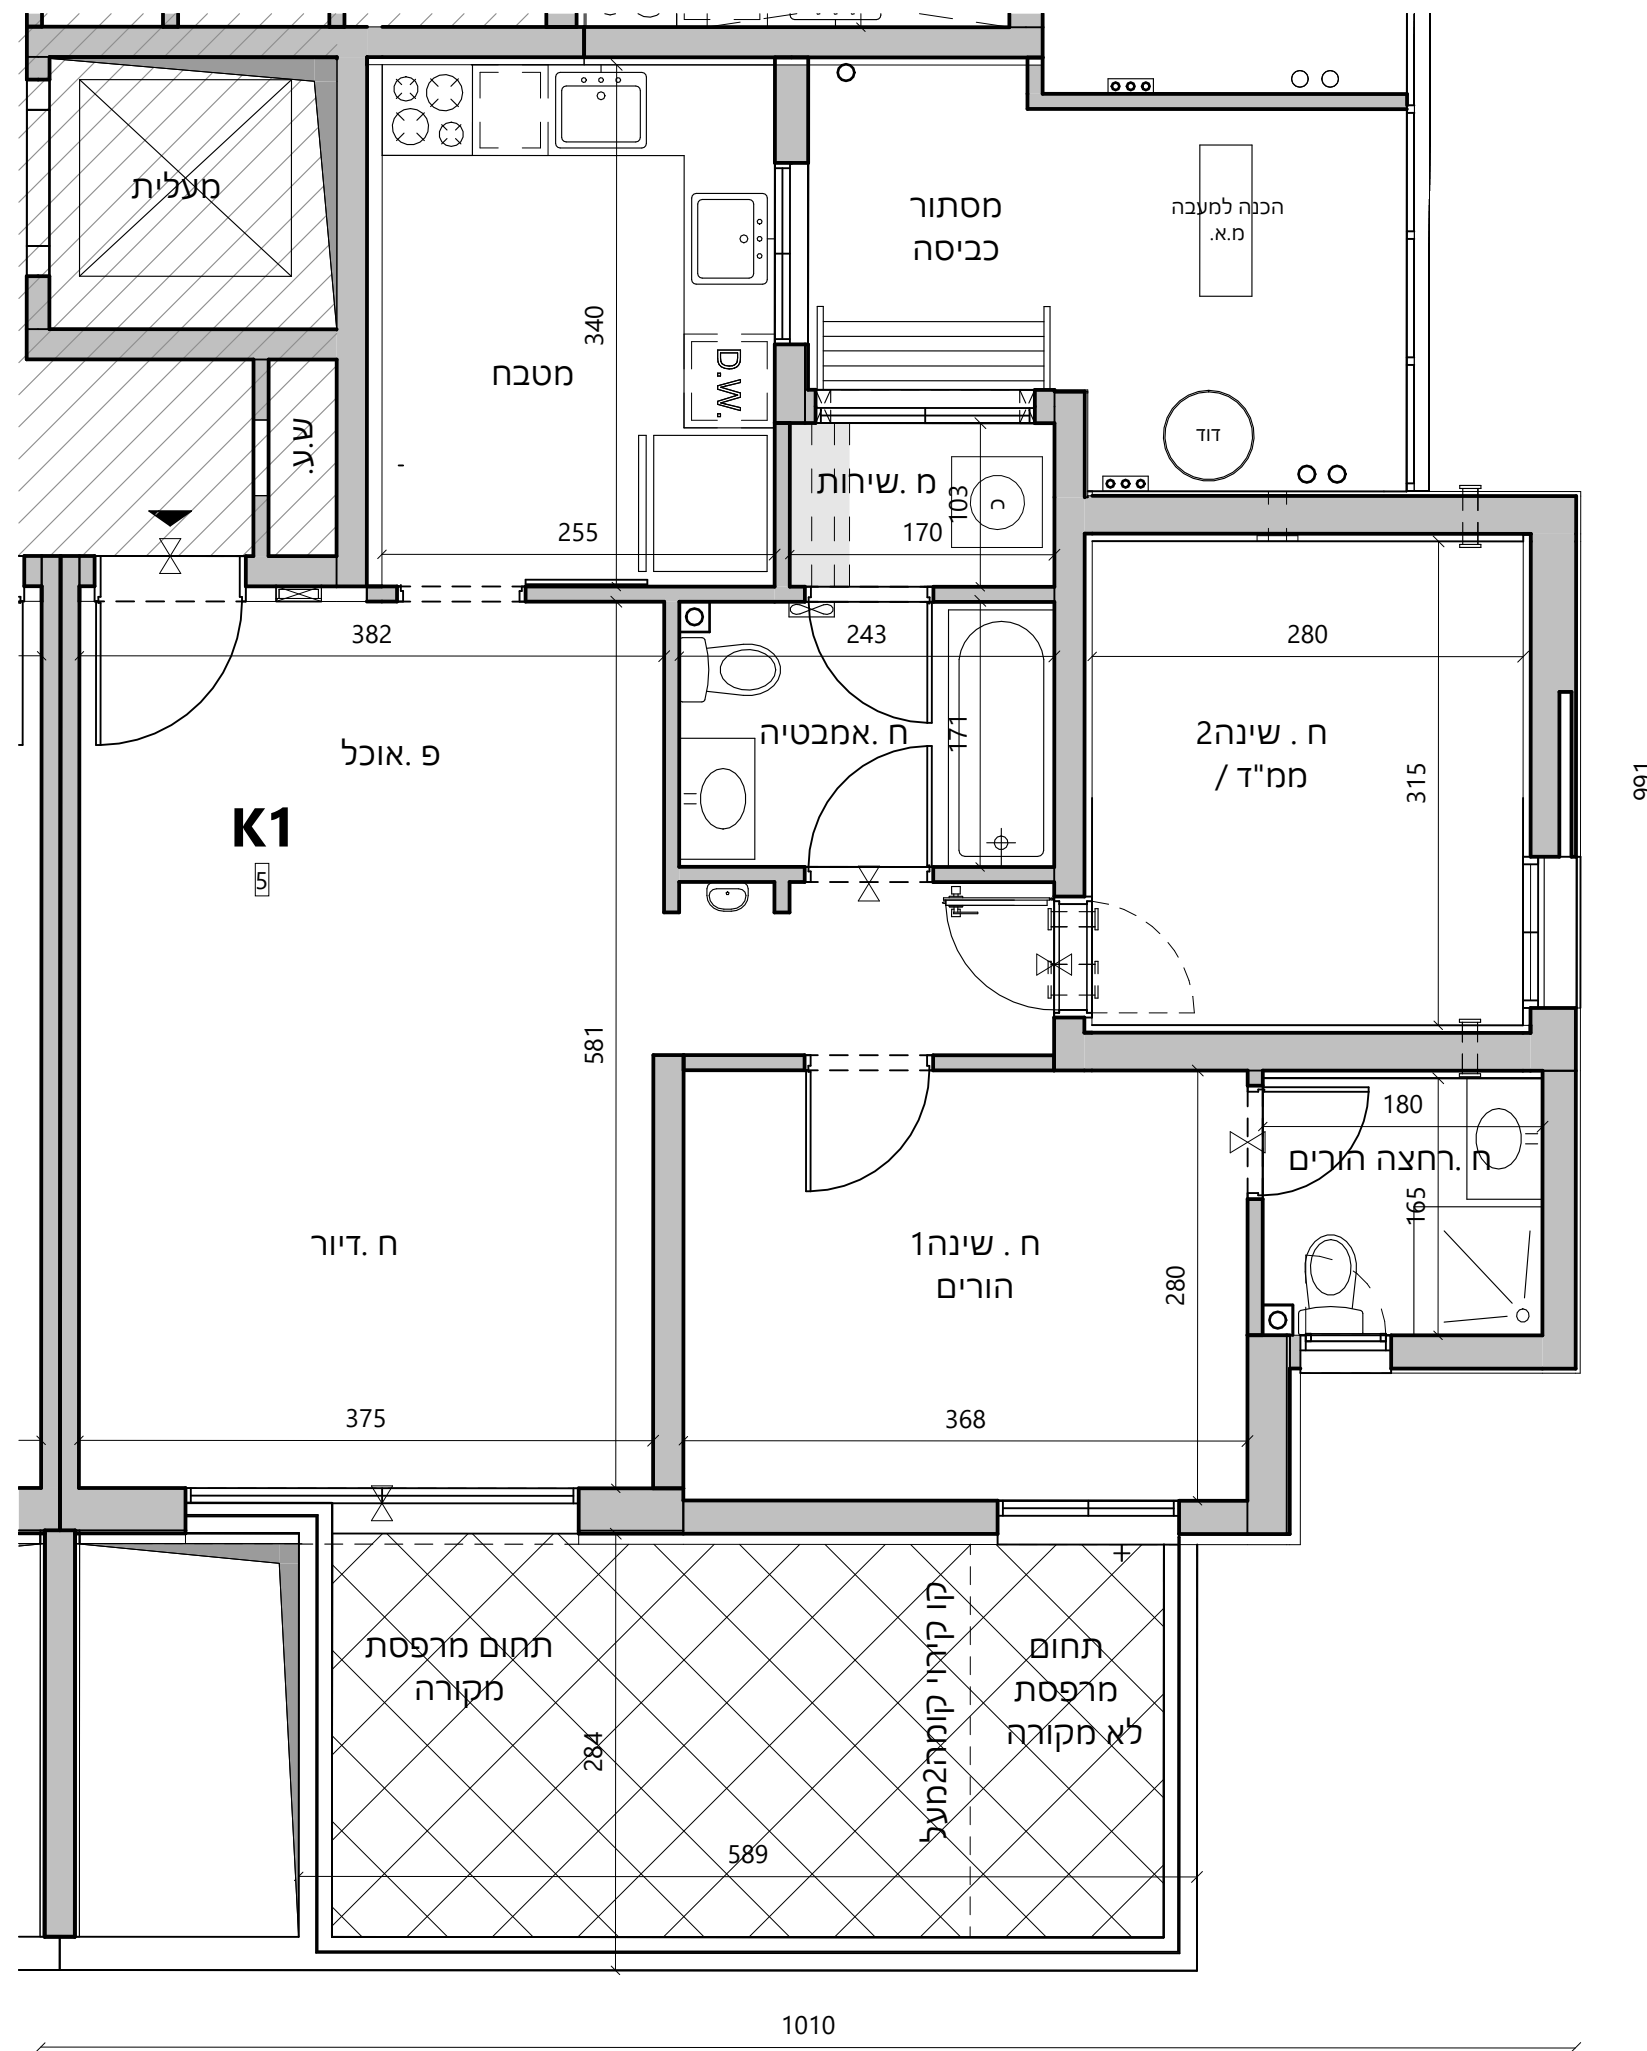 מעלית
מסתור
כביסה
הכנה למעבה
מ.א.
340
מטבח
D.W.
ש.ע.
דוד
מ .שירות
103
כ
255
170
382
243
280
פ .אוכל
ח .אמבטיה
171
ח . שינה2
ממ"ד /
315
991
K1
5
581
180
ח .רחצה הורים
165
ח .דיור
ח . שינה1
הורים
280
375
368
תחום מרפסת
מקורה
קו קירוי קומה2מעל
תחום
מרפסת
לא מקורה
284
589
1010